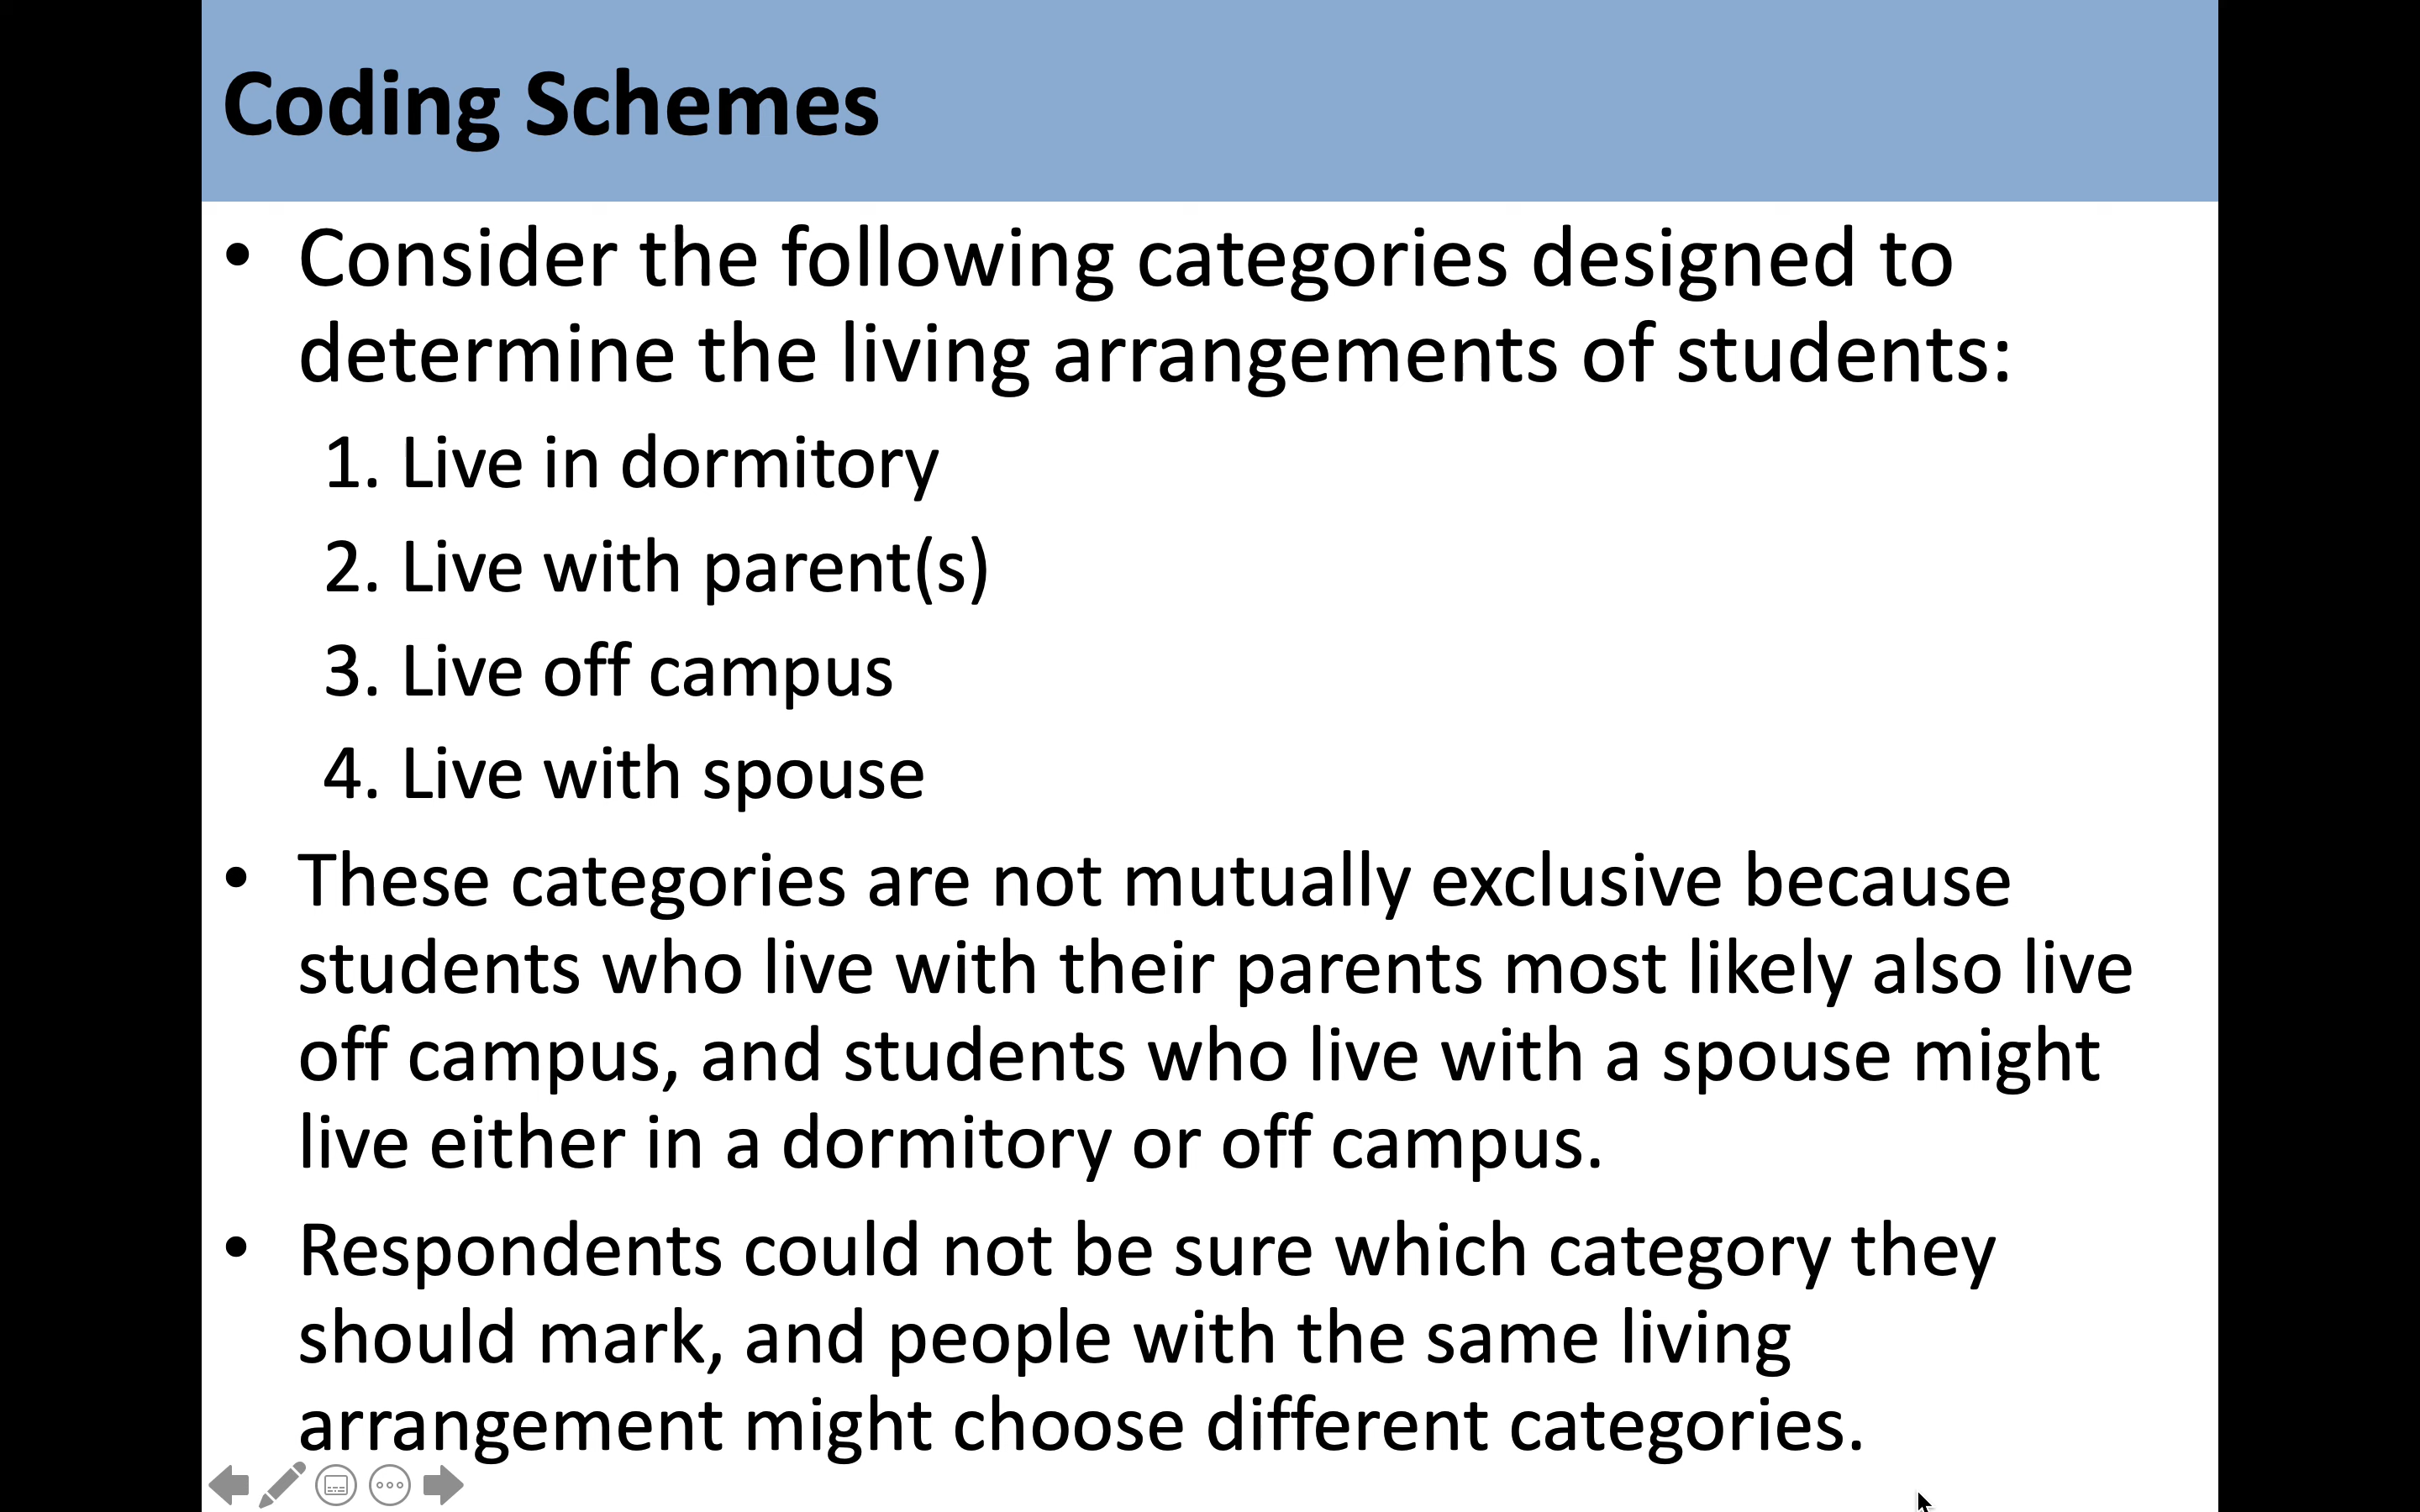 Coding Schemes
• Consider the following categories designed to
determine the living arrangements of students:
1. Live in dormitory
2. Live with parent(s)
3. Live off campus
4. Live with spouse
• These categories are not mutually exclusive because
students who live with their parents most likely also live
off campus, and students who live with a spouse might
live either in a dormitory or off campus.
• Respondents could not be sure which category they
should mark, and people with the same living
arrangement might choose different categories.